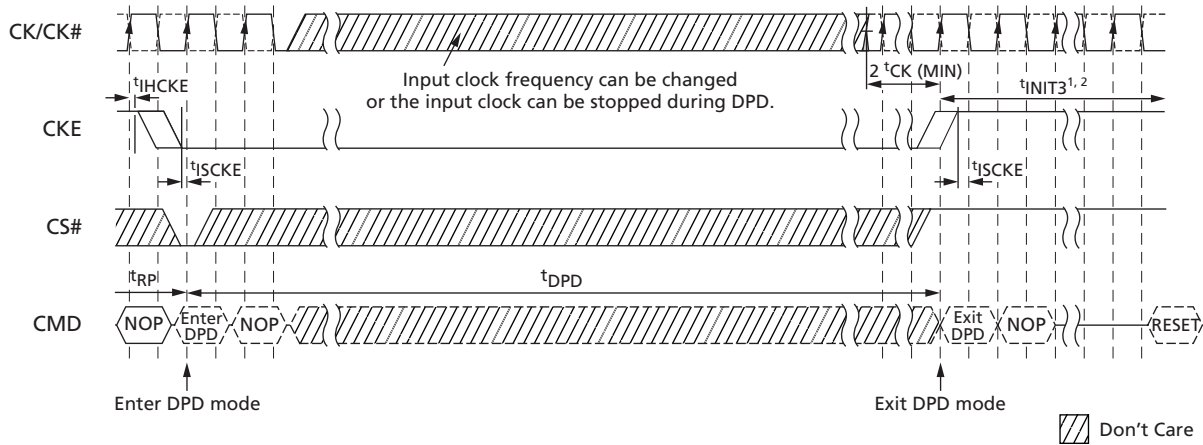 CK/CK#
Input clock frequency can be changed
or the input clock can be stopped during DPD.
2 tCK (MIN)
tINIT31, 2
tIHCKE
CKE
tISCKE
tISCKE
CS#
tRP
tDPD
CMD
NOP
Enter
DPD
NOP
Exit
DPD
NOP
RESET
Enter DPD mode
Exit DPD mode
Don't Care